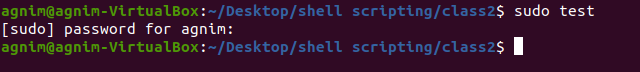 agnim@agnim-VirtualBox:~/Desktop/shell scripting/class2$ sudo test
[sudo] password for agnim:
agnim@agnim-VirtualBox:~/Desktop/shell scripting/class2$